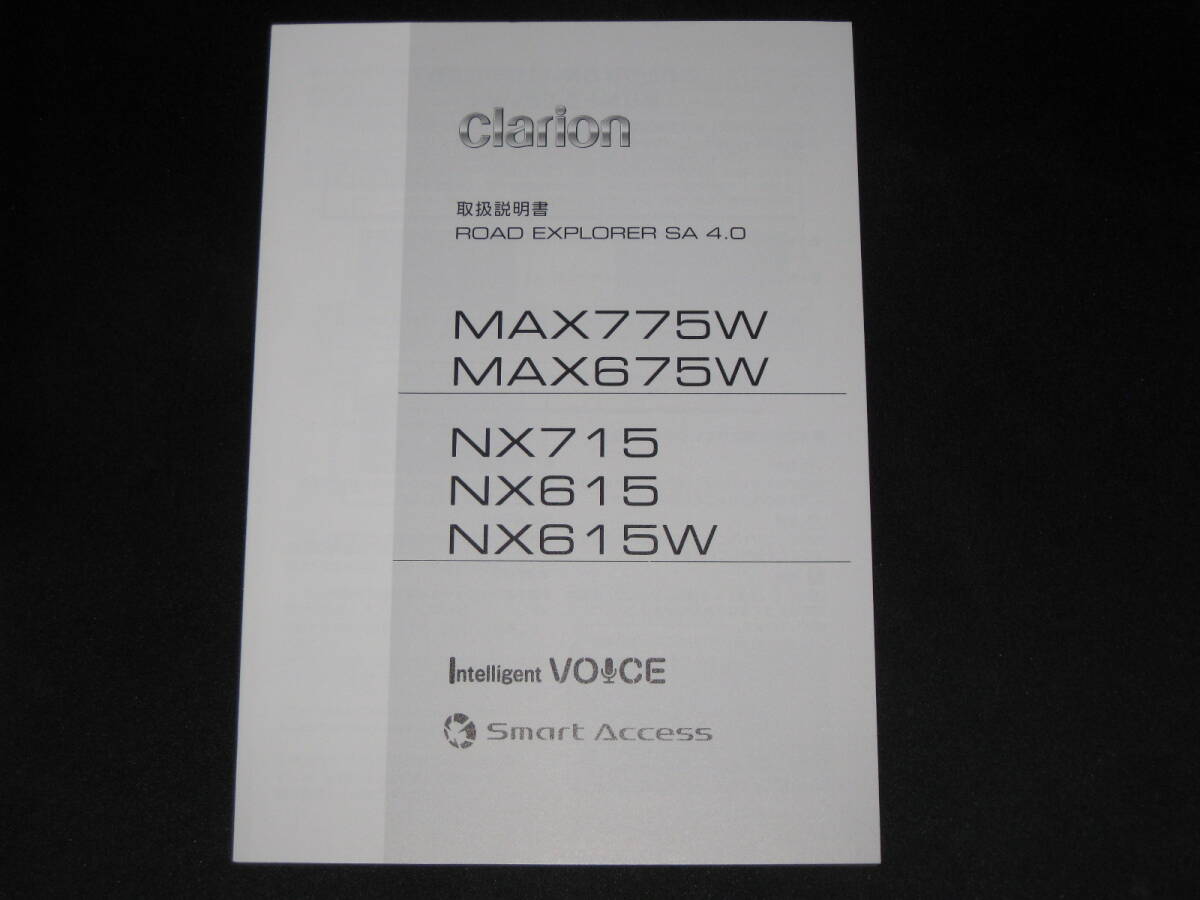 clarion
取扱説明書
ROAD EXPLORER SA 4.0
MAX775W
MAX675W
NX715
NX615
NX615W
Intelligent VOICE
Smart Access